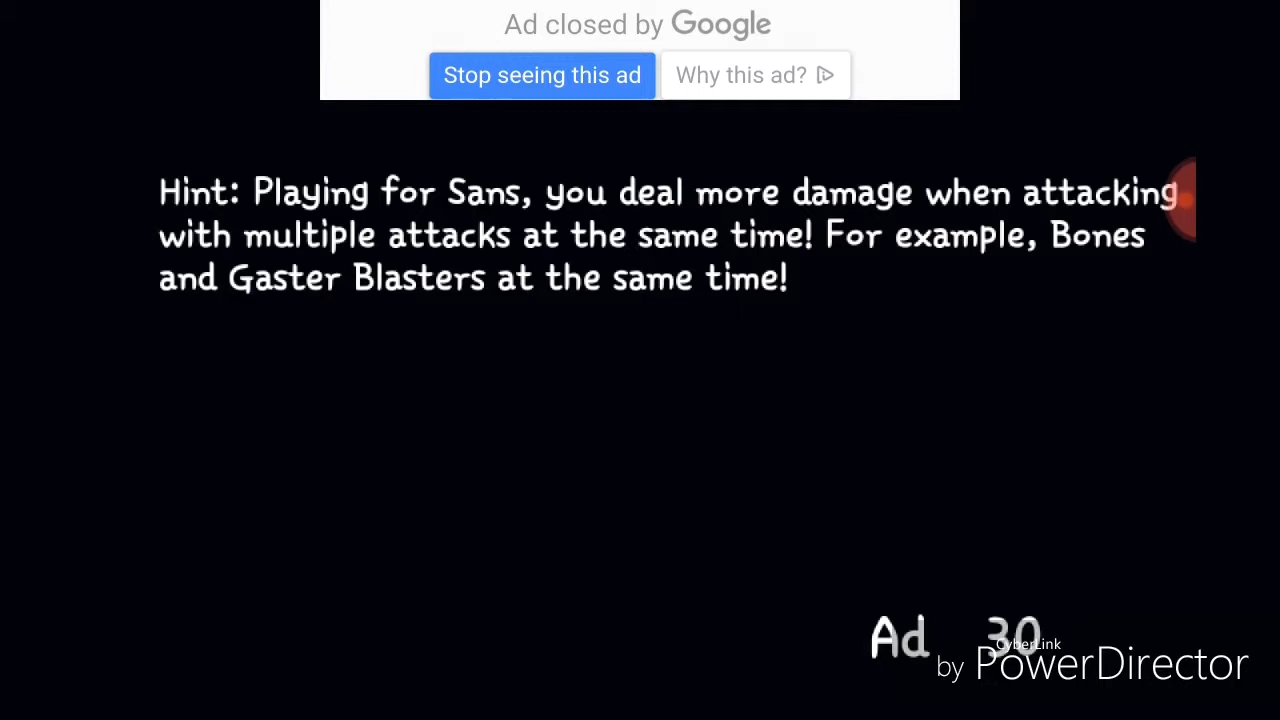 Ad closed by Google
Stop seeing this ad Why this ad?
Hint: Playing for Sans, you deal more damage when attacking
with multiple attacks at the same time! For example, Bones
and Gaster Blasters at the same time!
Ad 30
CyberLink
by PowerDirector